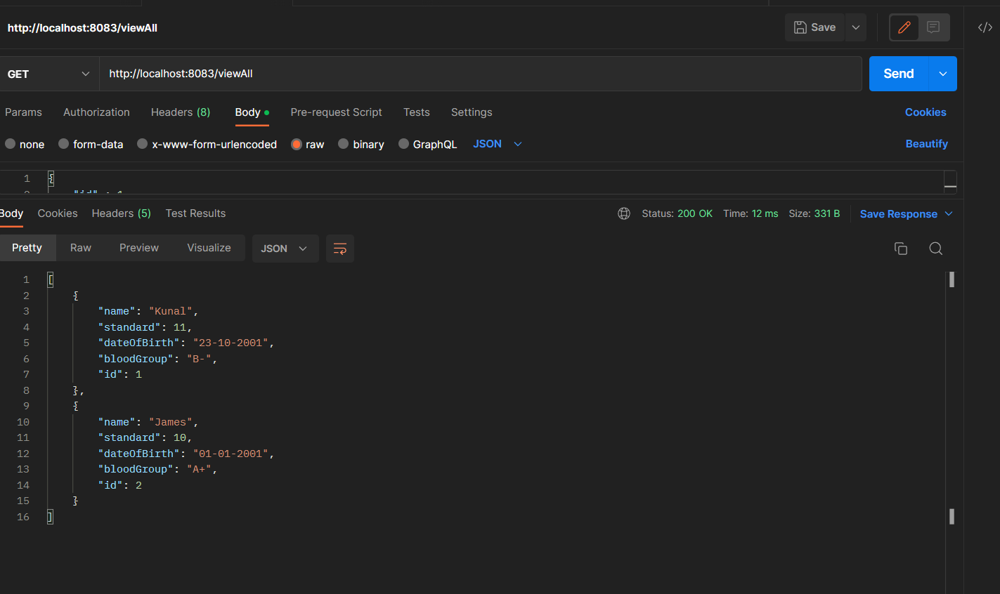 http://localhost:8083/viewAll Save
GET http://localhost:8083/viewAll Send
Params Authorization Headers (8) Body Pre-request Script Tests Settings Cookies
none form-data x-www-form-urlencoded raw binary GraphQL JSON Beautify
1 {
"id" : 1
Body Cookies Headers (5) Test Results Status: 200 OK Time: 12 ms Size: 331 B Save Response
Pretty Raw Preview Visualize JSON
1 [
2 {
3 "name": "Kunal",
4 "standard": 11,
5 "dateOfBirth": "23-10-2001",
6 "bloodGroup": "B-",
7 "id": 1
8 },
9 {
10 "name": "James",
11 "standard": 10,
12 "dateOfBirth": "01-01-2001",
13 "bloodGroup": "A+",
14 "id": 2
15 }
16 ]